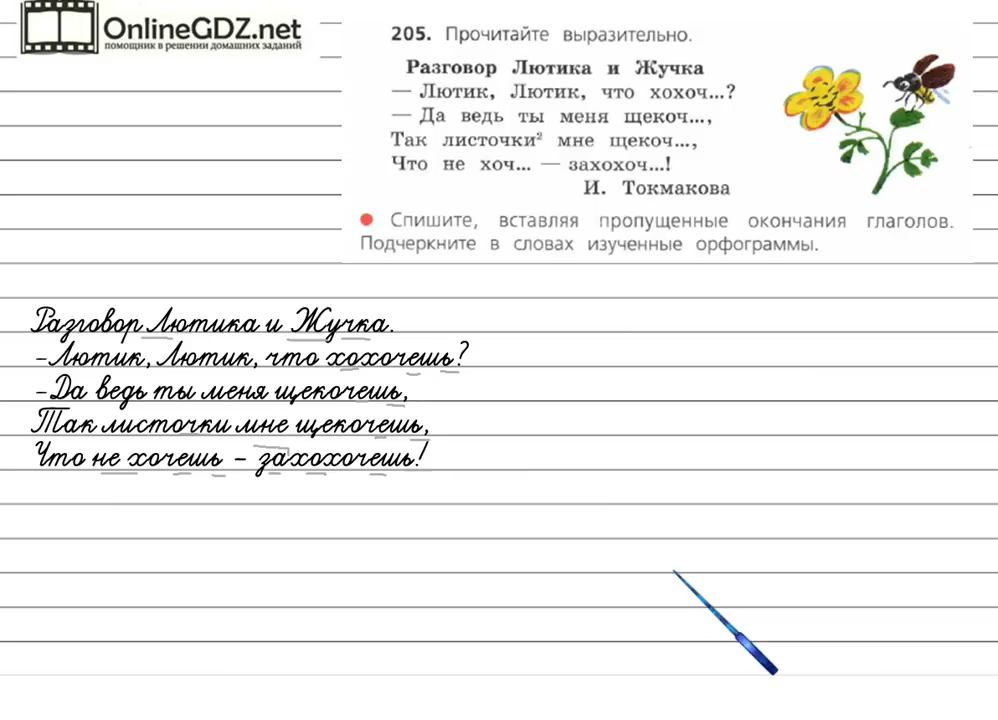 OnlineGDZ.net
помощник в решении домашних заданий
205. Прочитайте выразительно.
Разговор Лютика и Жучка
— Лютик, Лютик, что хохоч...?
— Да ведь ты меня щекоч...,
Так листочки² мне щекоч...,
Что не хоч... — захохоч...!
И. Токмакова
Спишите, вставляя пропущенные окончания глаголов.
Подчеркните в словах изученные орфограммы.
Разговор Лютика и Жучка.
-Лютик, Лютик, что хохочешь?
-Да ведь ты меня щекочешь,
Так листочки мне щекочешь,
Что не хочешь - захохочешь!